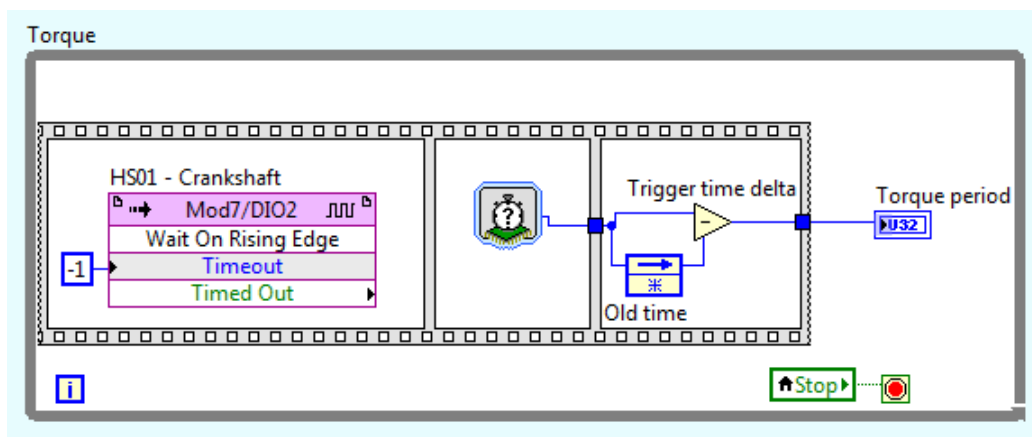 Torque
HS01 - Crankshaft
Mod7/DIO2
Wait On Rising Edge
-1
Timeout
Timed Out
?
Trigger time delta
-
Old time
Torque period
U32
i
Stop